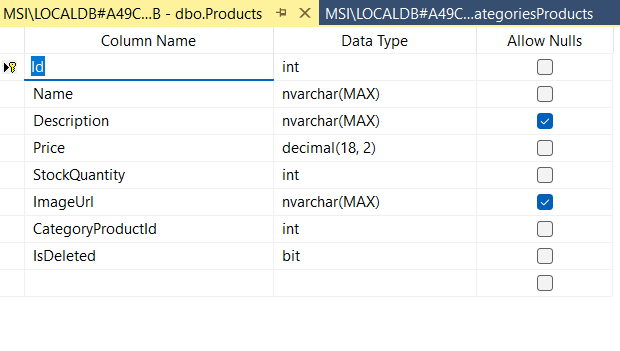 MSI\LOCALDB#A49C...B - dbo.Products MSI\LOCALDB#A49C...ategoriesProducts
Column Name Data Type Allow Nulls
Id int
Name nvarchar(MAX)
Description nvarchar(MAX)
Price decimal(18, 2)
StockQuantity int
ImageUrl nvarchar(MAX)
CategoryProductId int
IsDeleted bit